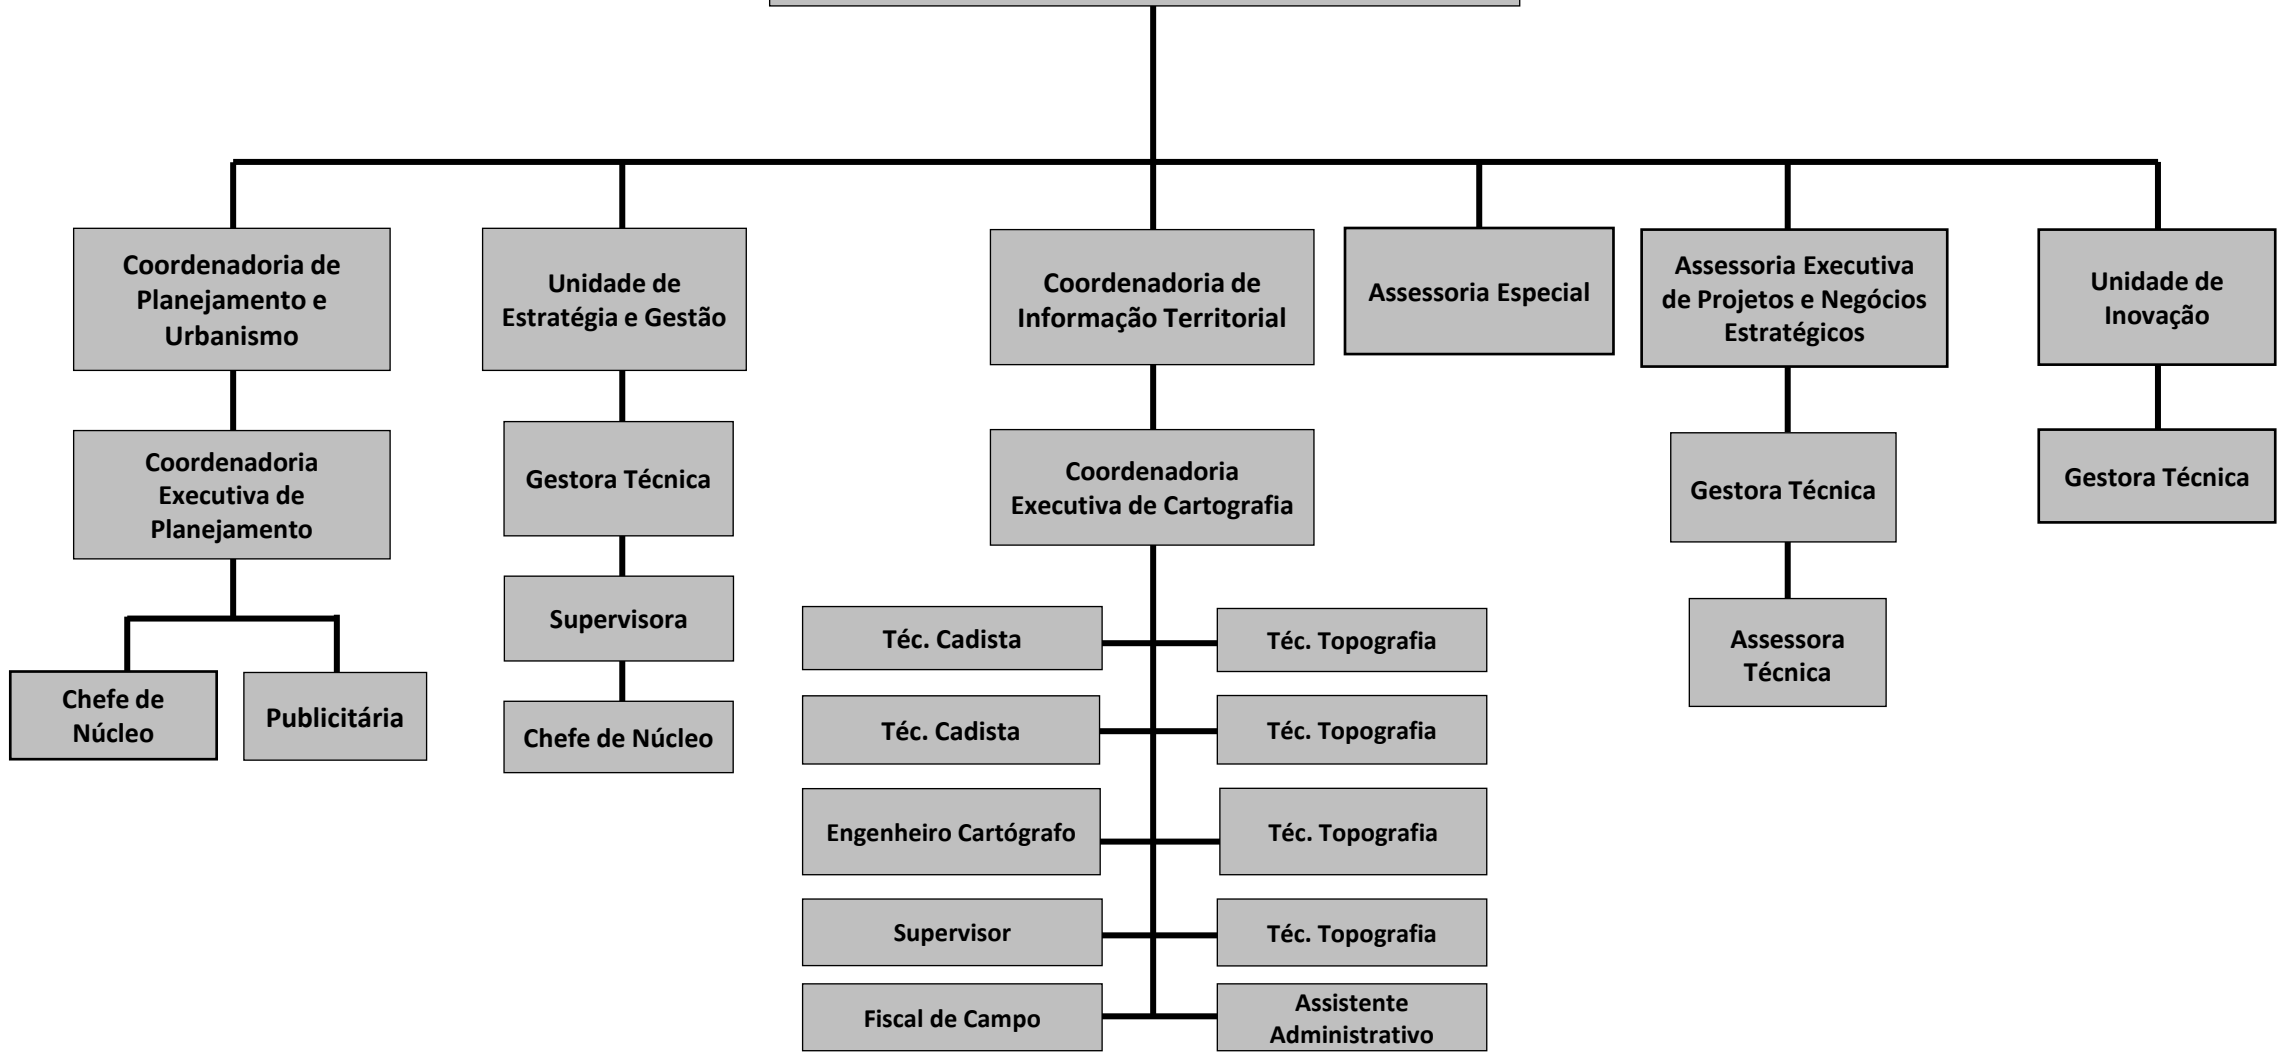 Coordenadoria de
Planejamento e
Urbanismo
Unidade de
Estratégia e Gestão
Coordenadoria de
Informação Territorial
Assessoria Especial
Assessoria Executiva
de Projetos e Negócios
Estratégicos
Unidade de
Inovação
Coordenadoria
Executiva de
Planejamento
Gestora Técnica
Coordenadoria
Executiva de Cartografia
Gestora Técnica
Gestora Técnica
Supervisora
Téc. Cadista
Téc. Topografia
Assessora
Técnica
Chefe de
Núcleo
Publicitária
Chefe de Núcleo
Téc. Cadista
Téc. Topografia
Engenheiro Cartógrafo
Téc. Topografia
Supervisor
Téc. Topografia
Fiscal de Campo
Assistente
Administrativo